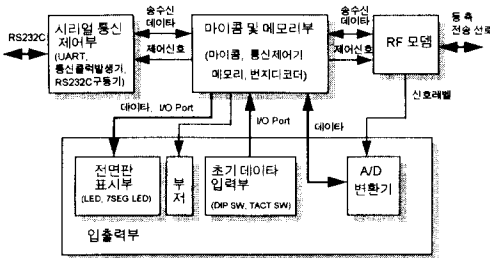 RS232C
시리얼 통신
제어부
(UART,
통신클럭발생기,
RS232C구동기)
송수신
데이타
제어신호
마이콤 및 메모리부
(마이콤, 통신제어기
메모리, 번지디코더)
송수신
데이타
제어신호
RF 모뎀
동 축
전송 선로
데이타, I/O Port
I/O Port
데이타
신호레벨
전면판
표시부
(LED, 7SEG LED)
부
저
초기 데이타
입력부
(DIP SW, TACT SW)
A/D
변환기
입출력부